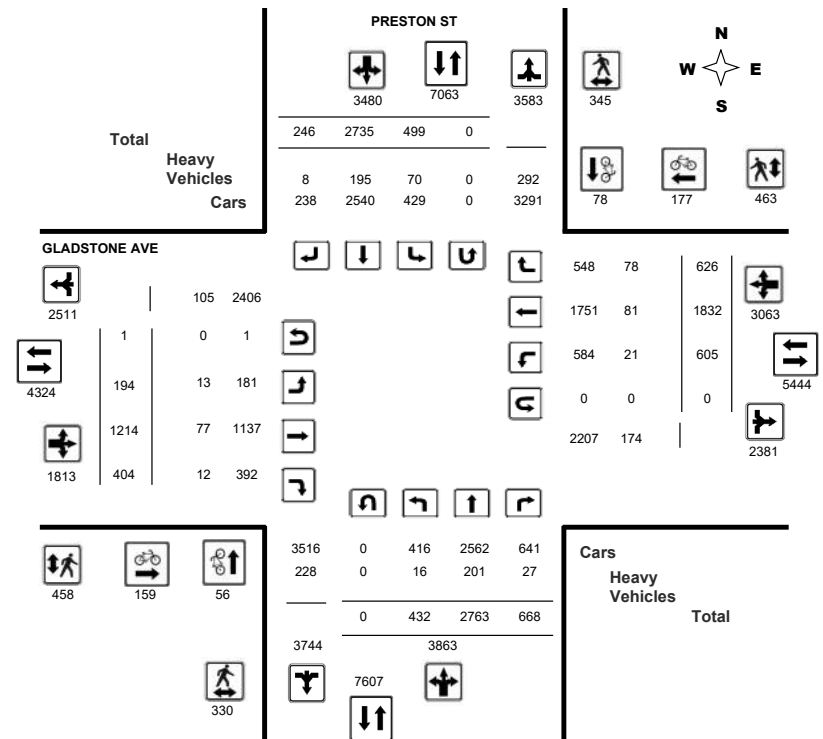 PRESTON ST
N
W E
S
3480 7063 3583 345
246 2735 499 0
Total
Heavy
Vehicles 8 195 70 0 292
Cars 238 2540 429 0 3291
78 177 463
GLADSTONE AVE
2511 105 2406
548 78 626
1 0 1
1751 81 1832 3063
4324 194 13 181
584 21 605 5444
0 0 0
1214 77 1137
2207 174 2381
1813 404 12 392
3516 0 416 2562 641 Cars
228 0 16 201 27 Heavy
Vehicles
458 159 56
0 432 2763 668 Total
3744 3863
7607
330